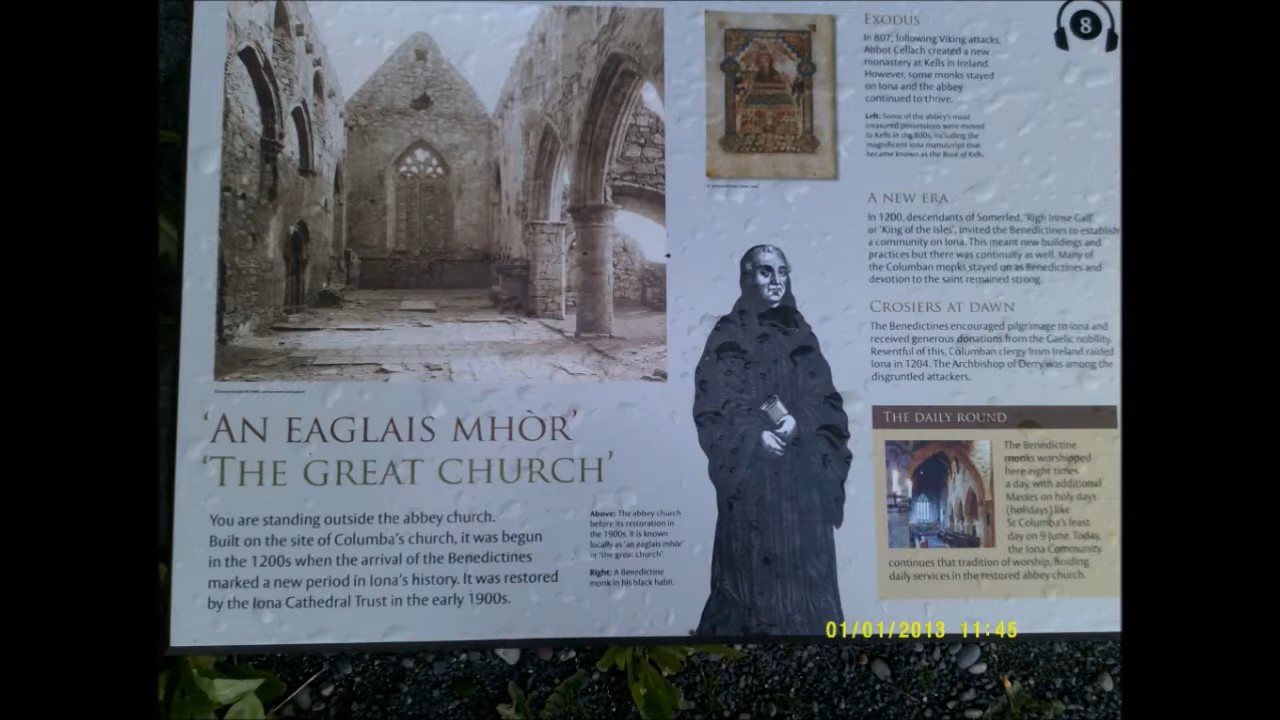 'AN EAGLAIS MHÒR'
'THE GREAT CHURCH'
You are standing outside the abbey church.
Built on the site of Columba's church, it was begun
in the 1200s when the arrival of the Benedictines
marked a new period in Iona's history. It was restored
by the Iona Cathedral Trust in the early 1900s.
Above: The abbey church
before its restoration in
the 1900s. It is known
locally as 'an eaglais mhòr'
or 'the great church'.
Right: A Benedictine
monk in his black habit.
EXODUS
In 807, following Viking attacks,
Abbot Cellach created a new
monastery at Kells in Ireland.
However, some monks stayed
on Iona and the abbey
continued to thrive.
Left: Some of the abbey's most
treasured possessions were moved
to Kells in the 800s, including the
magnificent Iona manuscript that
became known as the Book of Kells.
8
A NEW ERA
In 1200, descendants of Somerled, 'Rìgh Innse Gall'
or 'King of the Isles', invited the Benedictines to establish
a community on Iona. This meant new buildings and
practices but there was continuity as well. Many of
the Columban monks stayed on as Benedictines and
devotion to the saint remained strong.
CROSIERS AT DAWN
The Benedictines encouraged pilgrimage to Iona and
received generous donations from the Gaelic nobility.
Resentful of this, Columban clergy from Ireland raided
Iona in 1204. The Archbishop of Derry was among the
disgruntled attackers.
THE DAILY ROUND
The Benedictine
monks worshipped
here eight times
a day, with additional
Masses on holy days
(holidays) like
St Columba's feast
day on 9 June. Today,
the Iona Community
continues that tradition of worship, holding
daily services in the restored abbey church.
01/01/2013 11:45